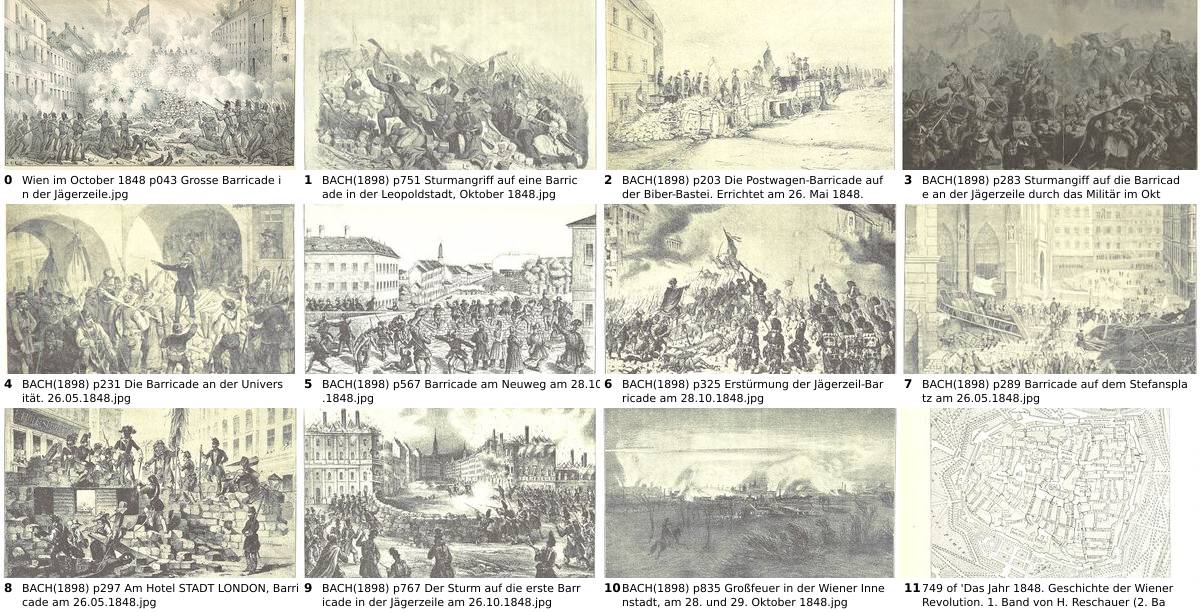 0 Wien im October 1848 p043 Grosse Barricade i
n der Jägerzeile.jpg
1 BACH(1898) p751 Sturmangriff auf eine Barric
ade in der Leopoldstadt, Oktober 1848.jpg
2 BACH(1898) p203 Die Postwagen-Barricade auf
der Biber-Bastei. Errichtet am 26. Mai 1848.
3 BACH(1898) p283 Sturmangiff auf die Barricad
e an der Jägerzeile durch das Militär im Okt
4 BACH(1898) p231 Die Barricade an der Univers
ität. 26.05.1848.jpg
5 BACH(1898) p567 Barricade am Neuweg am 28.10
.1848.jpg
6 BACH(1898) p325 Erstürmung der Jägerzeil-Bar
ricade am 28.10.1848.jpg
7 BACH(1898) p289 Barricade auf dem Stefanspla
tz am 26.05.1848.jpg
8 BACH(1898) p297 Am Hotel STADT LONDON, Barri
cade am 26.05.1848.jpg
9 BACH(1898) p767 Der Sturm auf die erste Barr
icade in der Jägerzeile am 26.10.1848.jpg
10 BACH(1898) p835 Großfeuer in der Wiener Inne
nstadt, am 28. und 29. Oktober 1848.jpg
11 749 of 'Das Jahr 1848. Geschichte der Wiener
Revolution. 1. Band von H. Reschauer (2. Ba